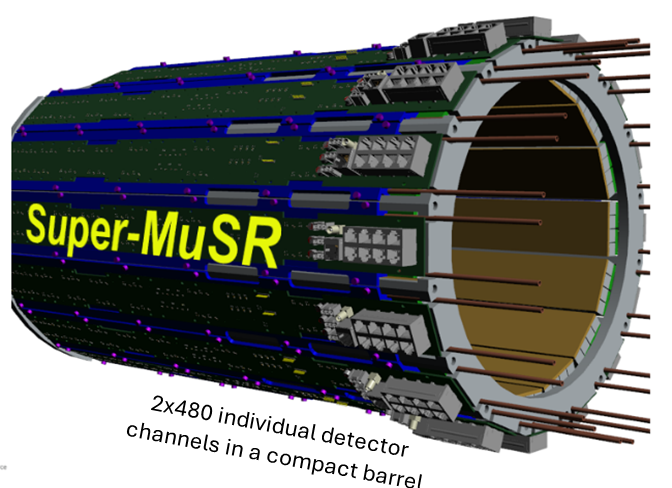 Super-MuSR
2x480 individual detector
channels in a compact barrel